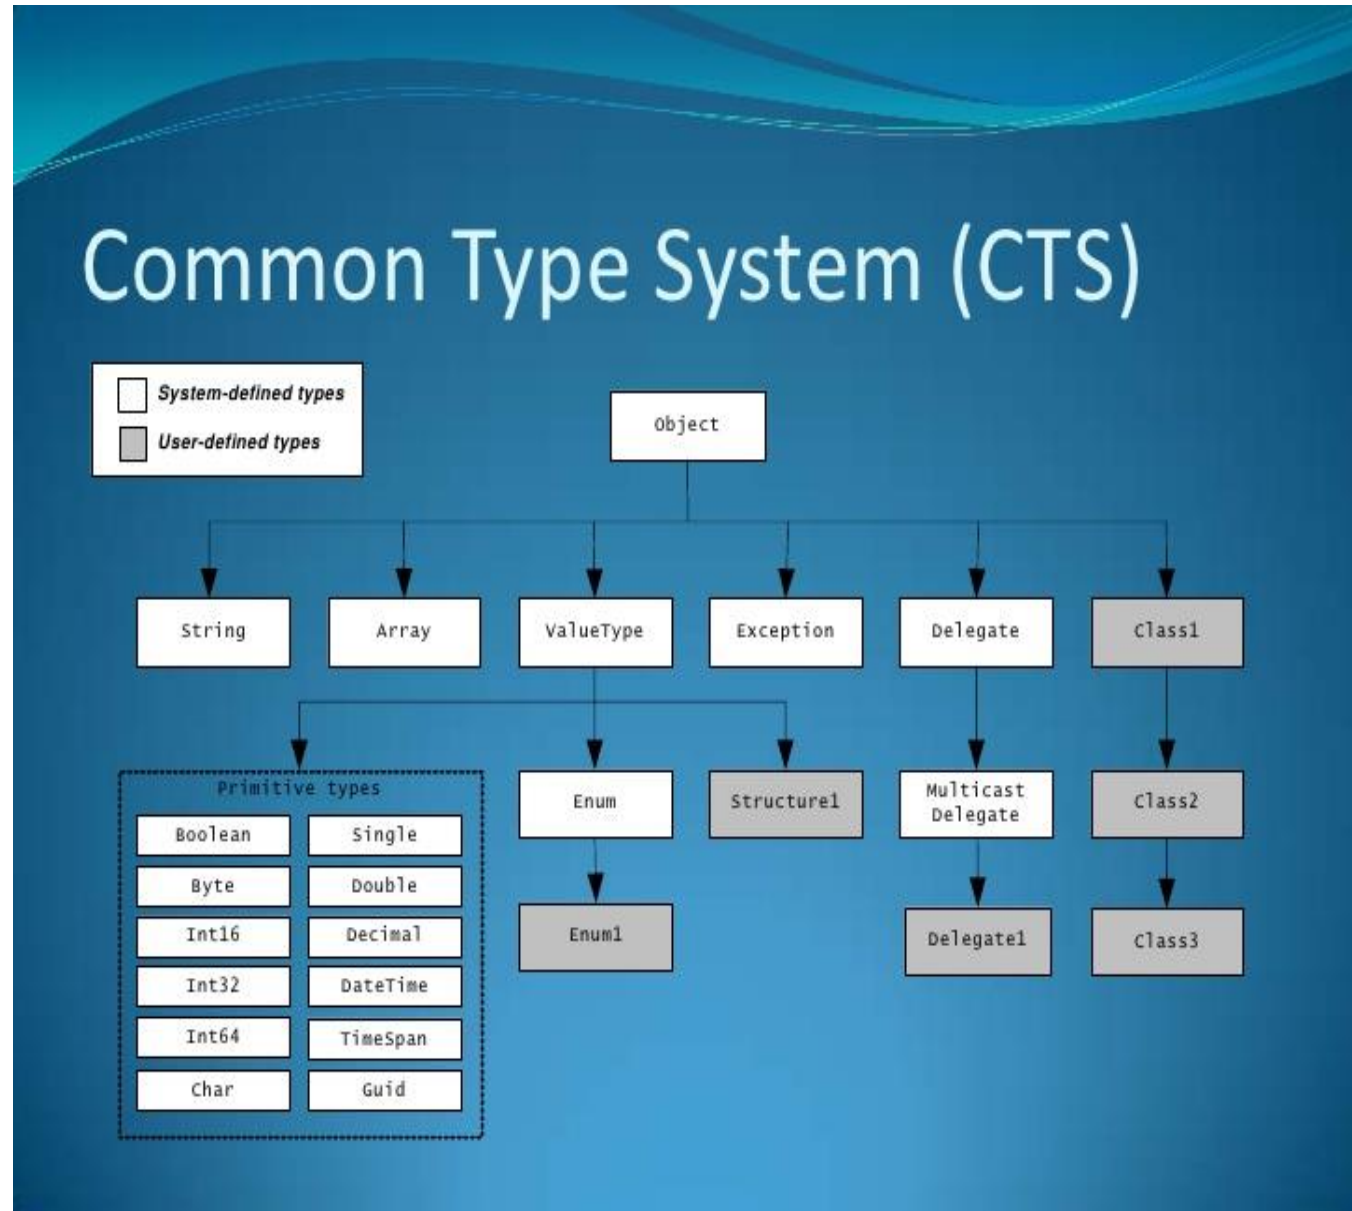 Common Type System (CTS)
System-defined types
User-defined types
Object
String
Array
ValueType
Exception
Delegate
Class1
Primitive types
Boolean
Single
Byte
Double
Int16
Decimal
Int32
DateTime
Int64
TimeSpan
Char
Guid
Enum
Structure1
Multicast
Delegate
Class2
Enum1
Delegate1
Class3